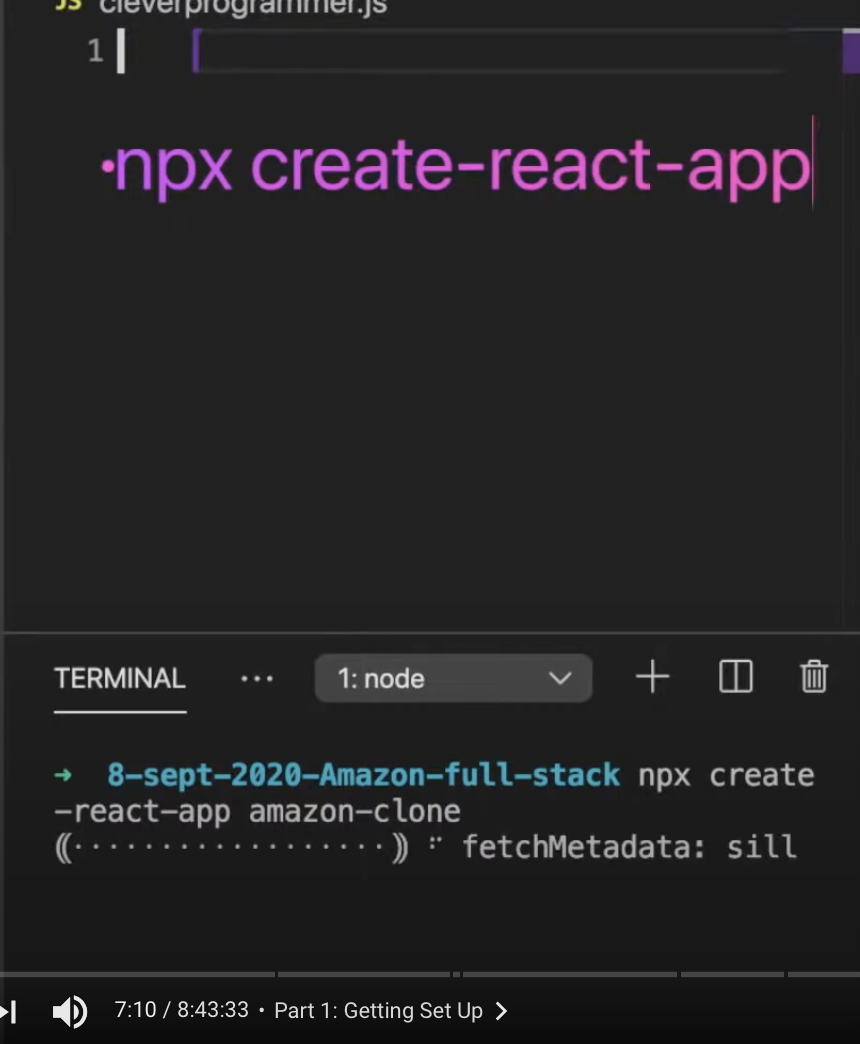 JS cleverprogrammer.js
1
•npx create-react-app
TERMINAL ··· 1: node
➜ 8-sept-2020-Amazon-full-stack npx create
-react-app amazon-clone
(⸨··················⸩ ⠋ fetchMetadata: sill
7:10 / 8:43:33 • Part 1: Getting Set Up >